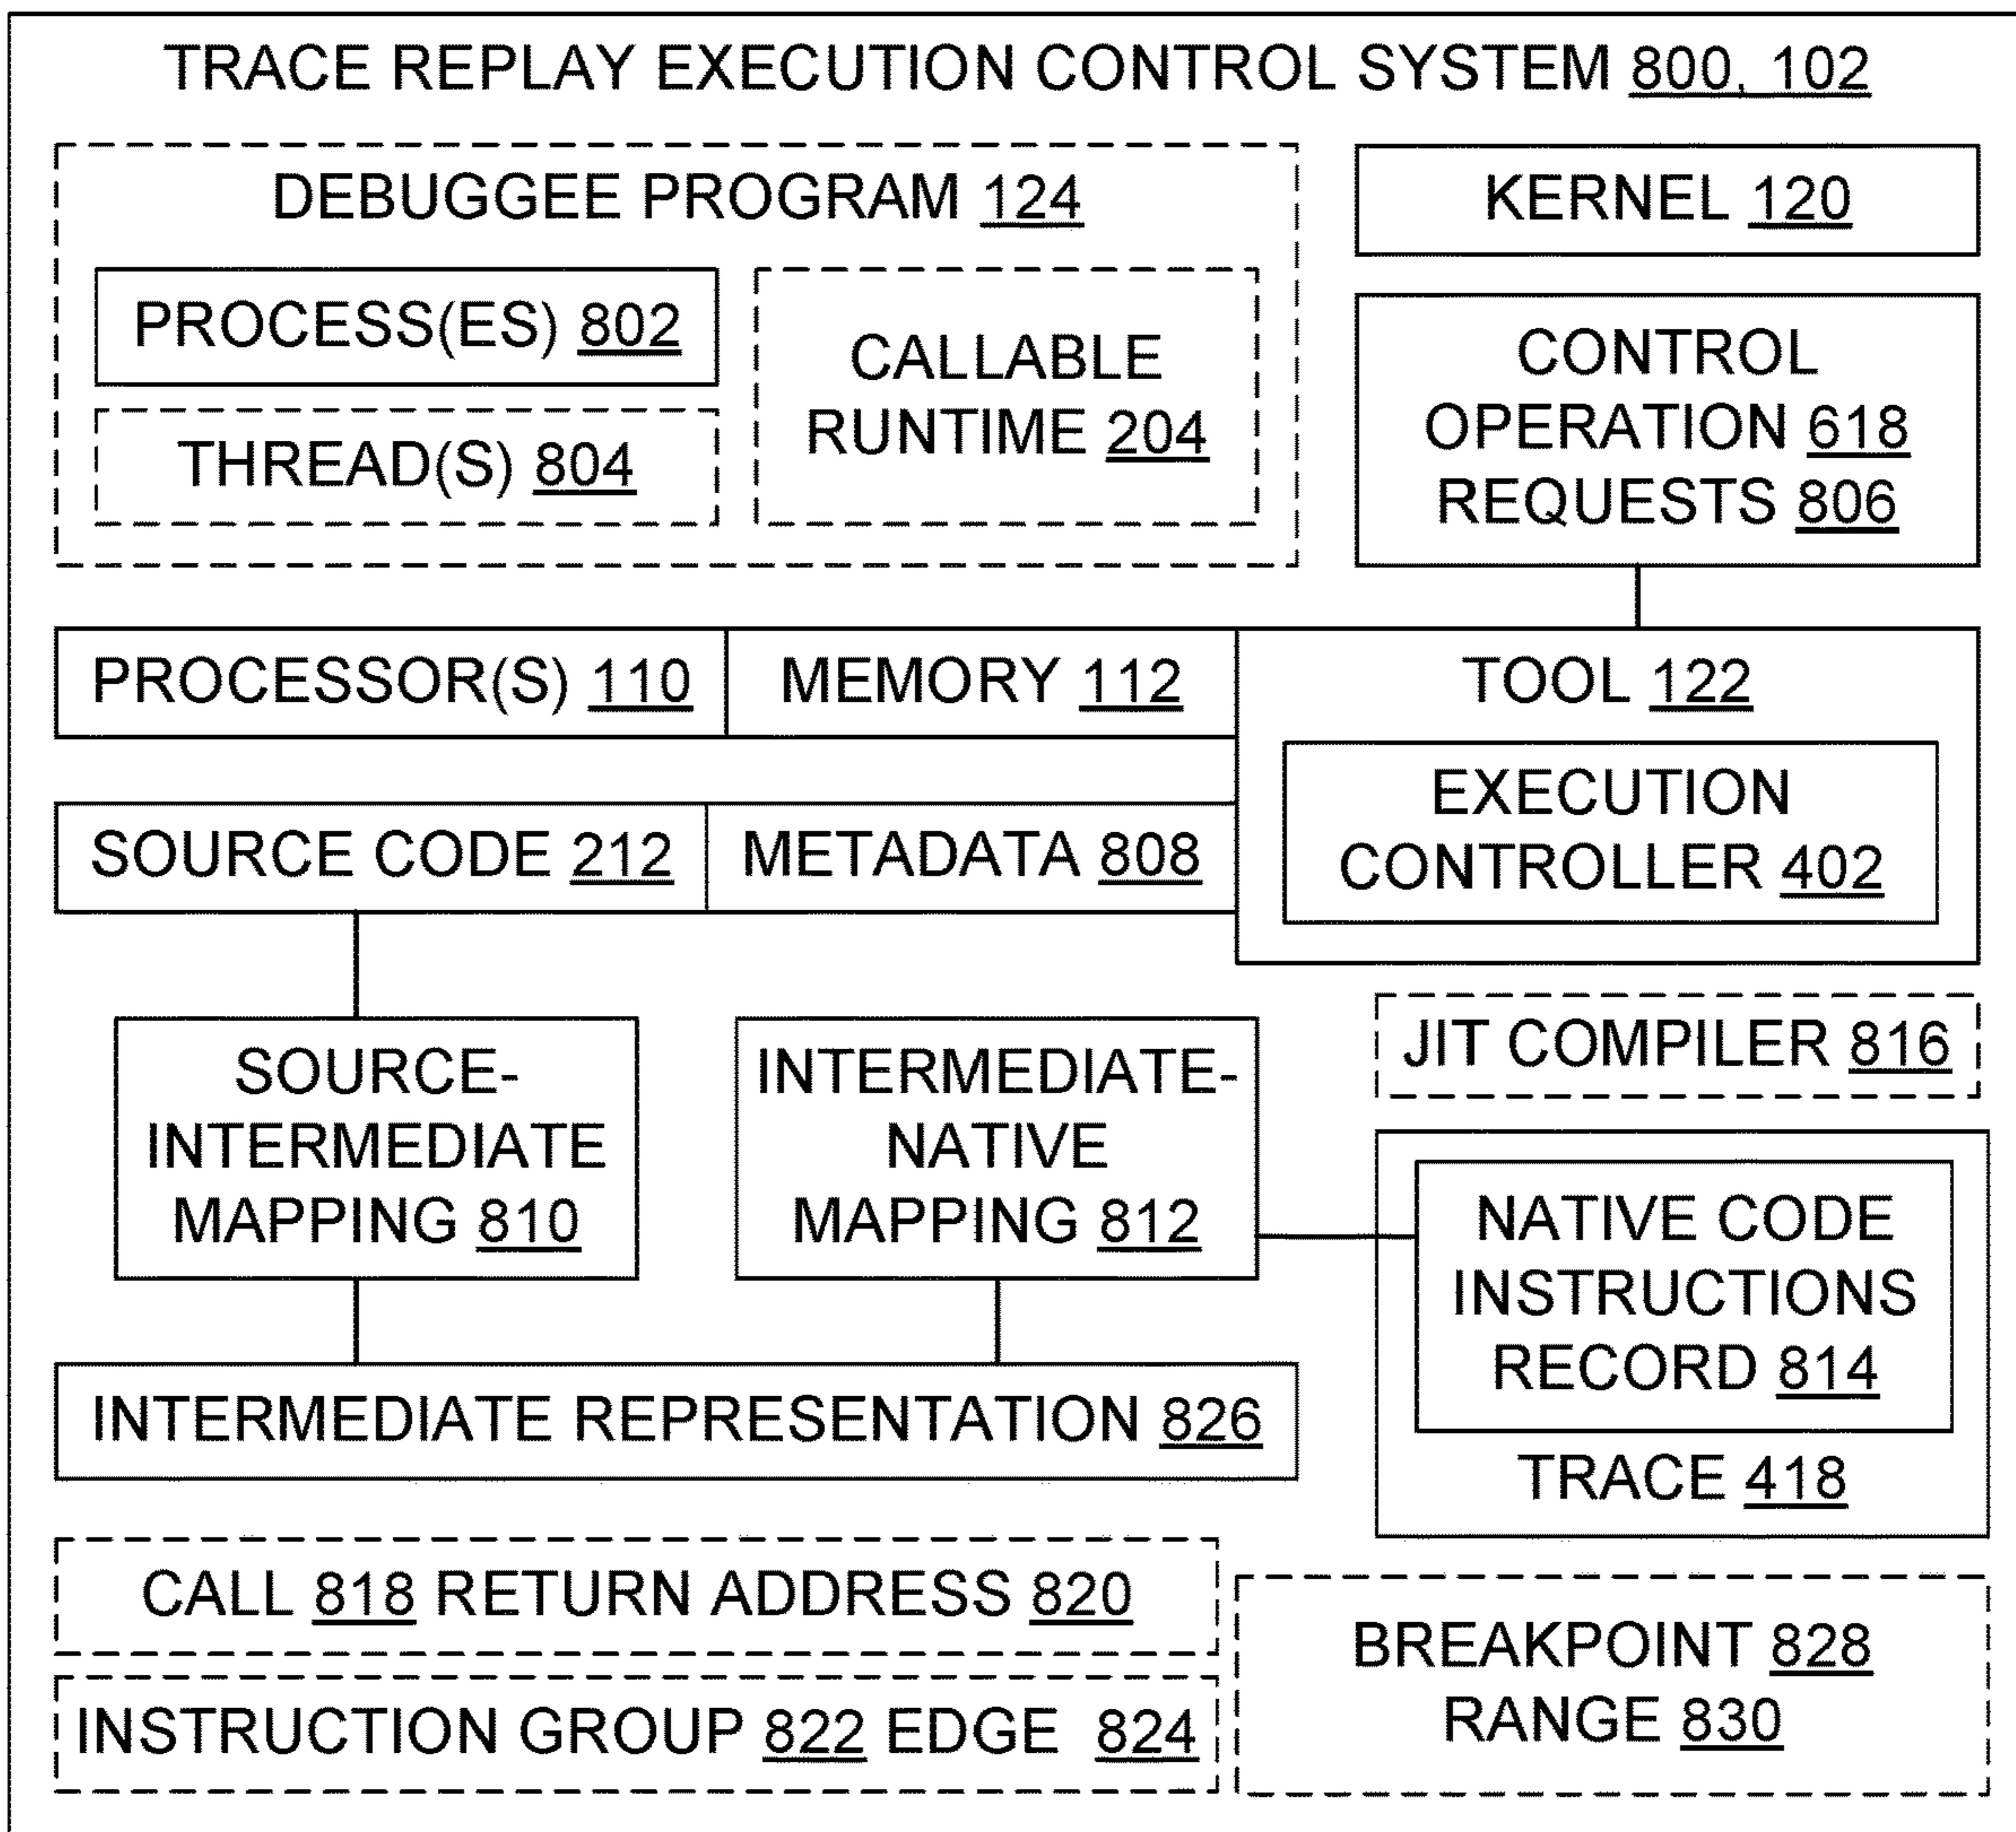 TRACE REPLAY EXECUTION CONTROL SYSTEM 800, 102
DEBUGGEE PROGRAM 124
PROCESS(ES) 802
THREAD(S) 804
CALLABLE
RUNTIME 204
KERNEL 120
CONTROL
OPERATION 618
REQUESTS 806
PROCESSOR(S) 110
MEMORY 112
TOOL 122
EXECUTION
CONTROLLER 402
SOURCE CODE 212
METADATA 808
SOURCE-
INTERMEDIATE
MAPPING 810
INTERMEDIATE-
NATIVE
MAPPING 812
JIT COMPILER 816
NATIVE CODE
INSTRUCTIONS
RECORD 814
TRACE 418
INTERMEDIATE REPRESENTATION 826
CALL 818 RETURN ADDRESS 820
INSTRUCTION GROUP 822 EDGE 824
BREAKPOINT 828
RANGE 830